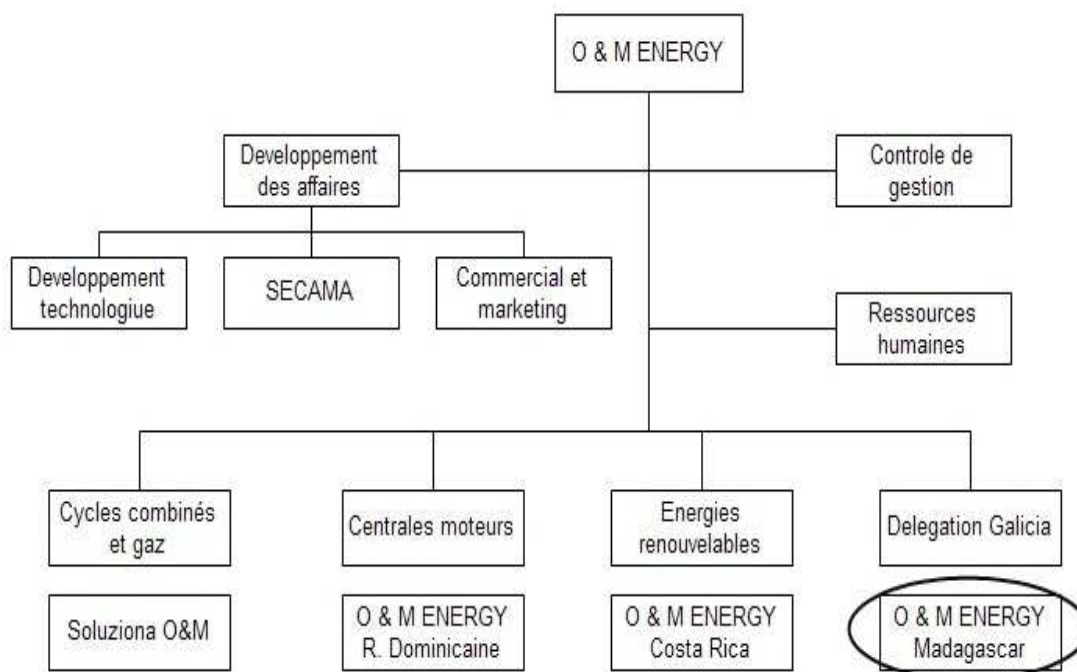 O & M ENERGY
Developpement
des affaires
Controle de
gestion
Developpement
technologiue
SECAMA
Commercial et
marketing
Ressources
humaines
Cycles combinés
et gaz
Centrales moteurs
Energies
renouvelables
Delegation Galicia
Soluziona O&M
O & M ENERGY
R. Dominicaine
O & M ENERGY
Costa Rica
O & M ENERGY
Madagascar